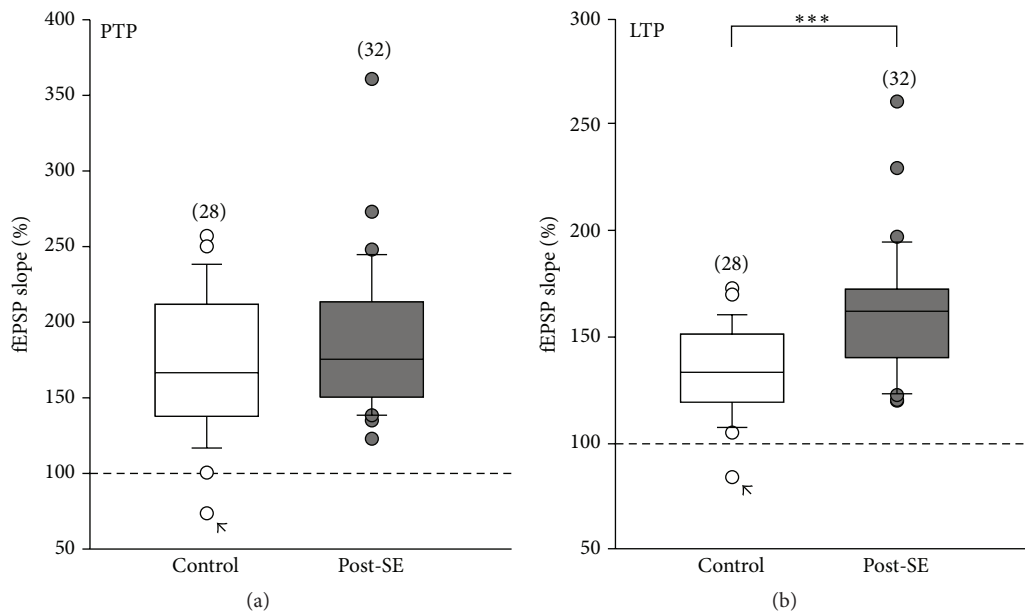 PTP
fEPSP slope (%)
400
350
300
250
200
150
100
50
(28)
(32)
Control
Post-SE
(a)
LTP
***
fEPSP slope (%)
300
250
200
150
100
50
(28)
(32)
Control
Post-SE
(b)